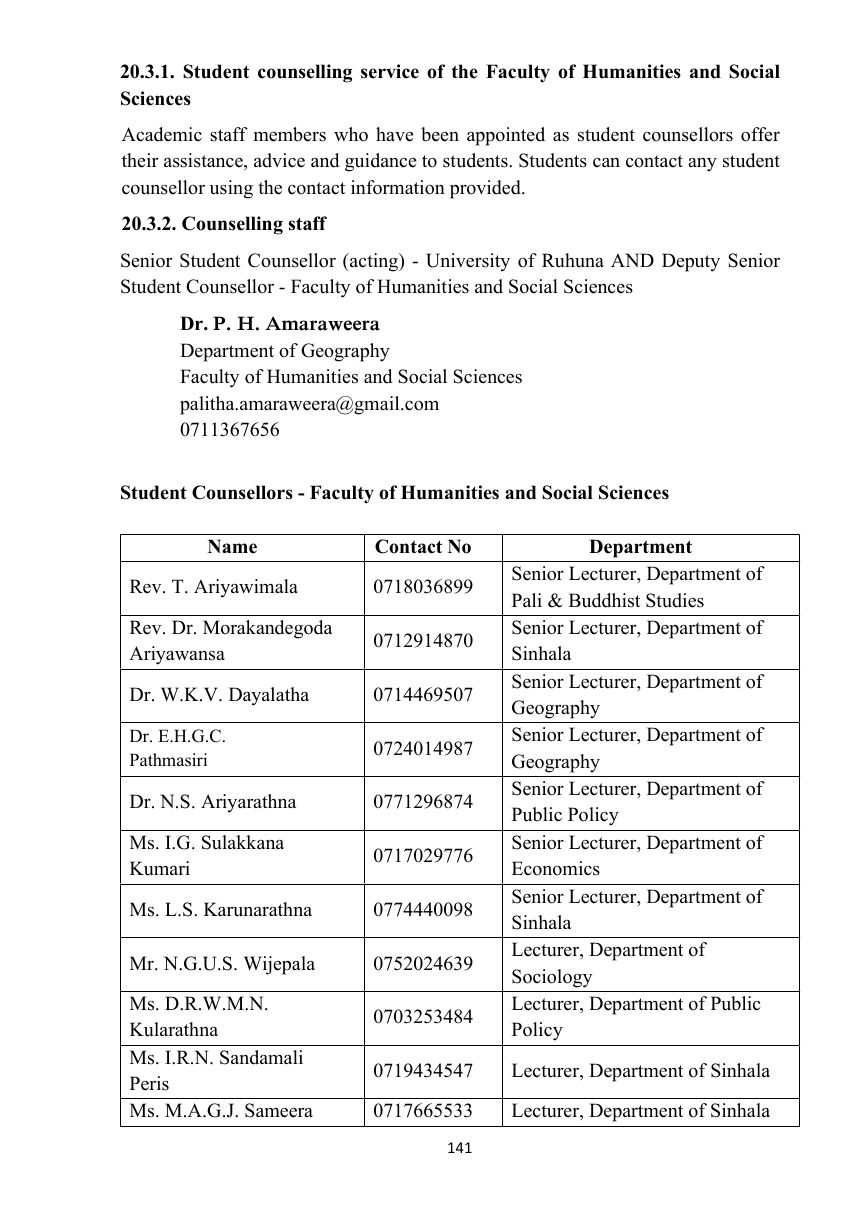 20.3.1. Student counselling service of the Faculty of Humanities and Social
Sciences
Academic staff members who have been appointed as student counsellors offer
their assistance, advice and guidance to students. Students can contact any student
counsellor using the contact information provided.
20.3.2. Counselling staff
Senior Student Counsellor (acting) - University of Ruhuna AND Deputy Senior
Student Counsellor - Faculty of Humanities and Social Sciences
Dr. P. H. Amaraweera
Department of Geography
Faculty of Humanities and Social Sciences
palitha.amaraweera@gmail.com
0711367656
Student Counsellors - Faculty of Humanities and Social Sciences
Name Contact No Department
Rev. T. Ariyawimala 0718036899 Senior Lecturer, Department of
Pali & Buddhist Studies
Rev. Dr. Morakandegoda
Ariyawansa 0712914870 Senior Lecturer, Department of
Sinhala
Dr. W.K.V. Dayalatha 0714469507 Senior Lecturer, Department of
Geography
Dr. E.H.G.C.
Pathmasiri 0724014987 Senior Lecturer, Department of
Geography
Dr. N.S. Ariyarathna 0771296874 Senior Lecturer, Department of
Public Policy
Ms. I.G. Sulakkana
Kumari 0717029776 Senior Lecturer, Department of
Economics
Ms. L.S. Karunarathna 0774440098 Senior Lecturer, Department of
Sinhala
Mr. N.G.U.S. Wijepala 0752024639 Lecturer, Department of
Sociology
Ms. D.R.W.M.N.
Kularathna 0703253484 Lecturer, Department of Public
Policy
Ms. I.R.N. Sandamali
Peris 0719434547 Lecturer, Department of Sinhala
Ms. M.A.G.J. Sameera 0717665533 Lecturer, Department of Sinhala
141